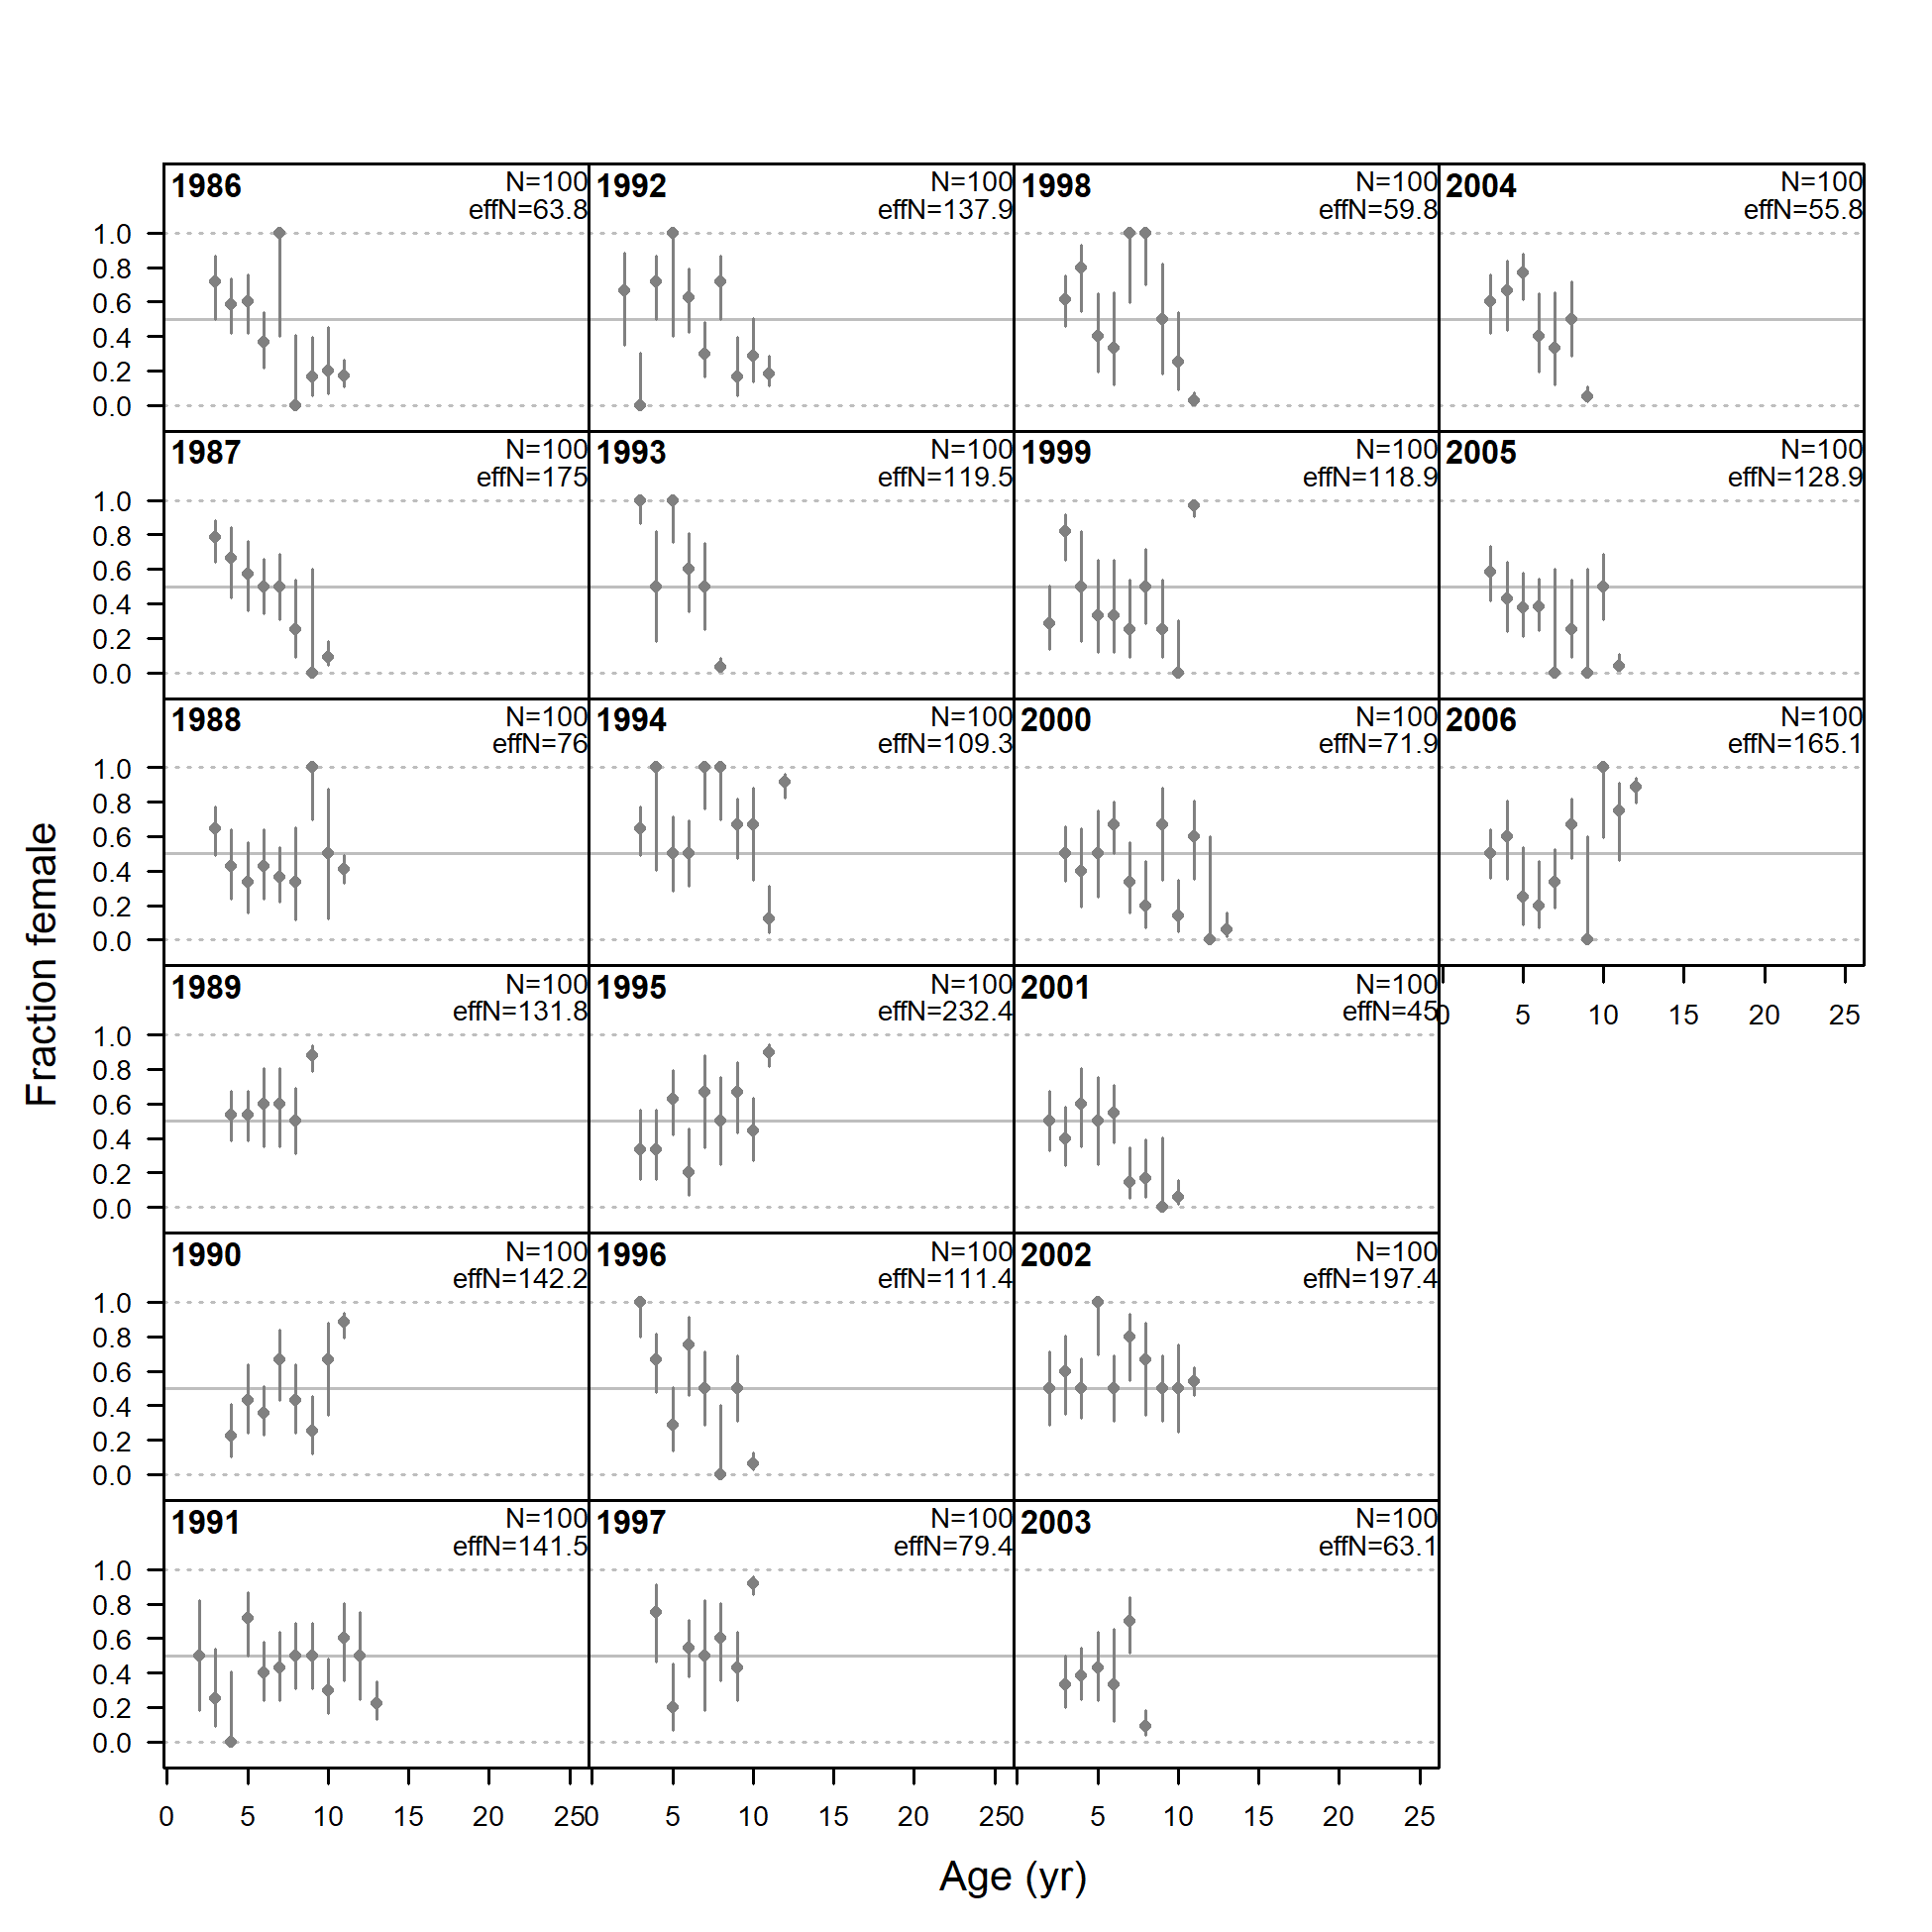 1986 N=100 1992 N=100 1998 N=100 2004 N=100
effN=63.8 effN=137.9 effN=59.8 effN=55.8
1.0
0.8
0.6
0.4
0.2
0.0
1987 N=100 1993 N=100 1999 N=100 2005 N=100
effN=175 effN=119.5 effN=118.9 effN=128.9
1.0
0.8
0.6
0.4
0.2
0.0
1988 N=100 1994 N=100 2000 N=100 2006 N=100
effN=76 effN=109.3 effN=71.9 effN=165.1
1.0
0.8
0.6
0.4
0.2
0.0
Fraction female
1989 N=100 1995 N=100 2001 N=100
effN=131.8 effN=232.4 effN=45
0 5 10 15 20 25
1.0
0.8
0.6
0.4
0.2
0.0
1990 N=100 1996 N=100 2002 N=100
effN=142.2 effN=111.4 effN=197.4
1.0
0.8
0.6
0.4
0.2
0.0
1991 N=100 1997 N=100 2003 N=100
effN=141.5 effN=79.4 effN=63.1
1.0
0.8
0.6
0.4
0.2
0.0
0 5 10 15 20 25 0 5 10 15 20 25 0 5 10 15 20 25
Age (yr)